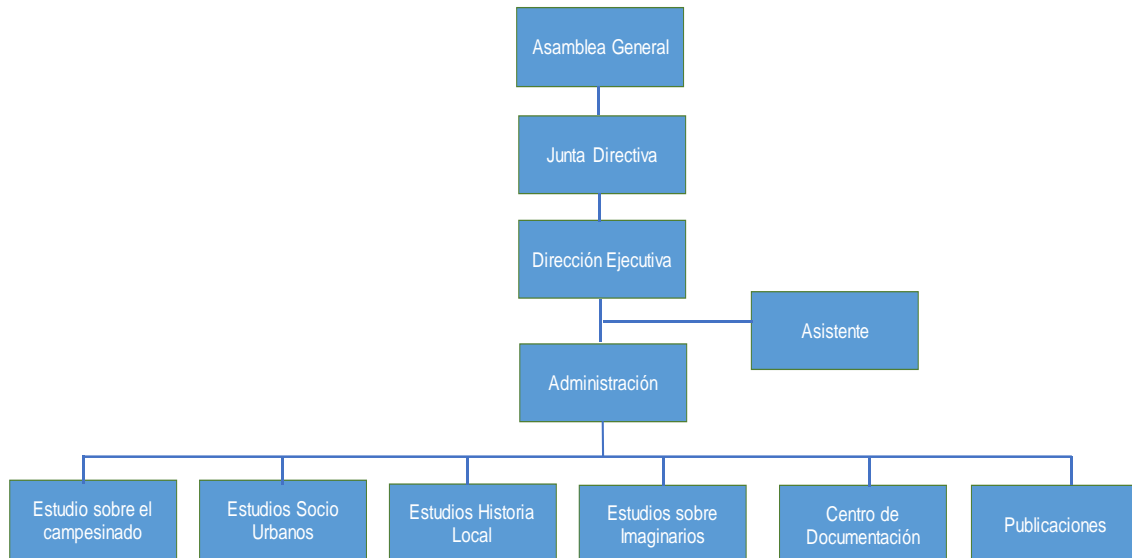 Asamblea General
Junta Directiva
Dirección Ejecutiva
Asistente
Administración
Estudio sobre el
campesinado
Estudios Socio
Urbanos
Estudios Historia
Local
Estudios sobre
Imaginarios
Centro de
Documentación
Publicaciones